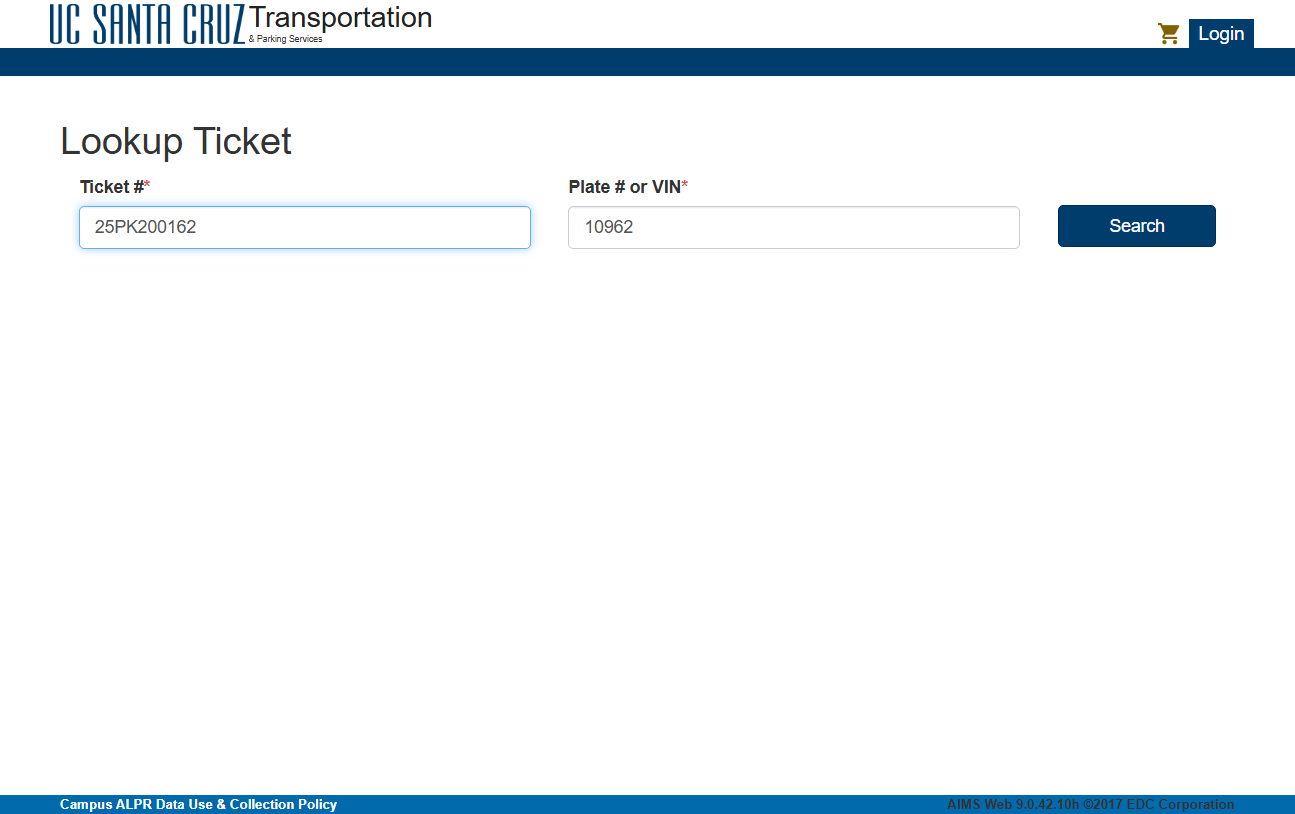 UC SANTA CRUZ Transportation
& Parking Services
Login
Lookup Ticket
Ticket #* Plate # or VIN*
25PK200162 10962 Search
Campus ALPR Data Use & Collection Policy AIMS Web 9.0.42.10h ©2017 EDC Corporation